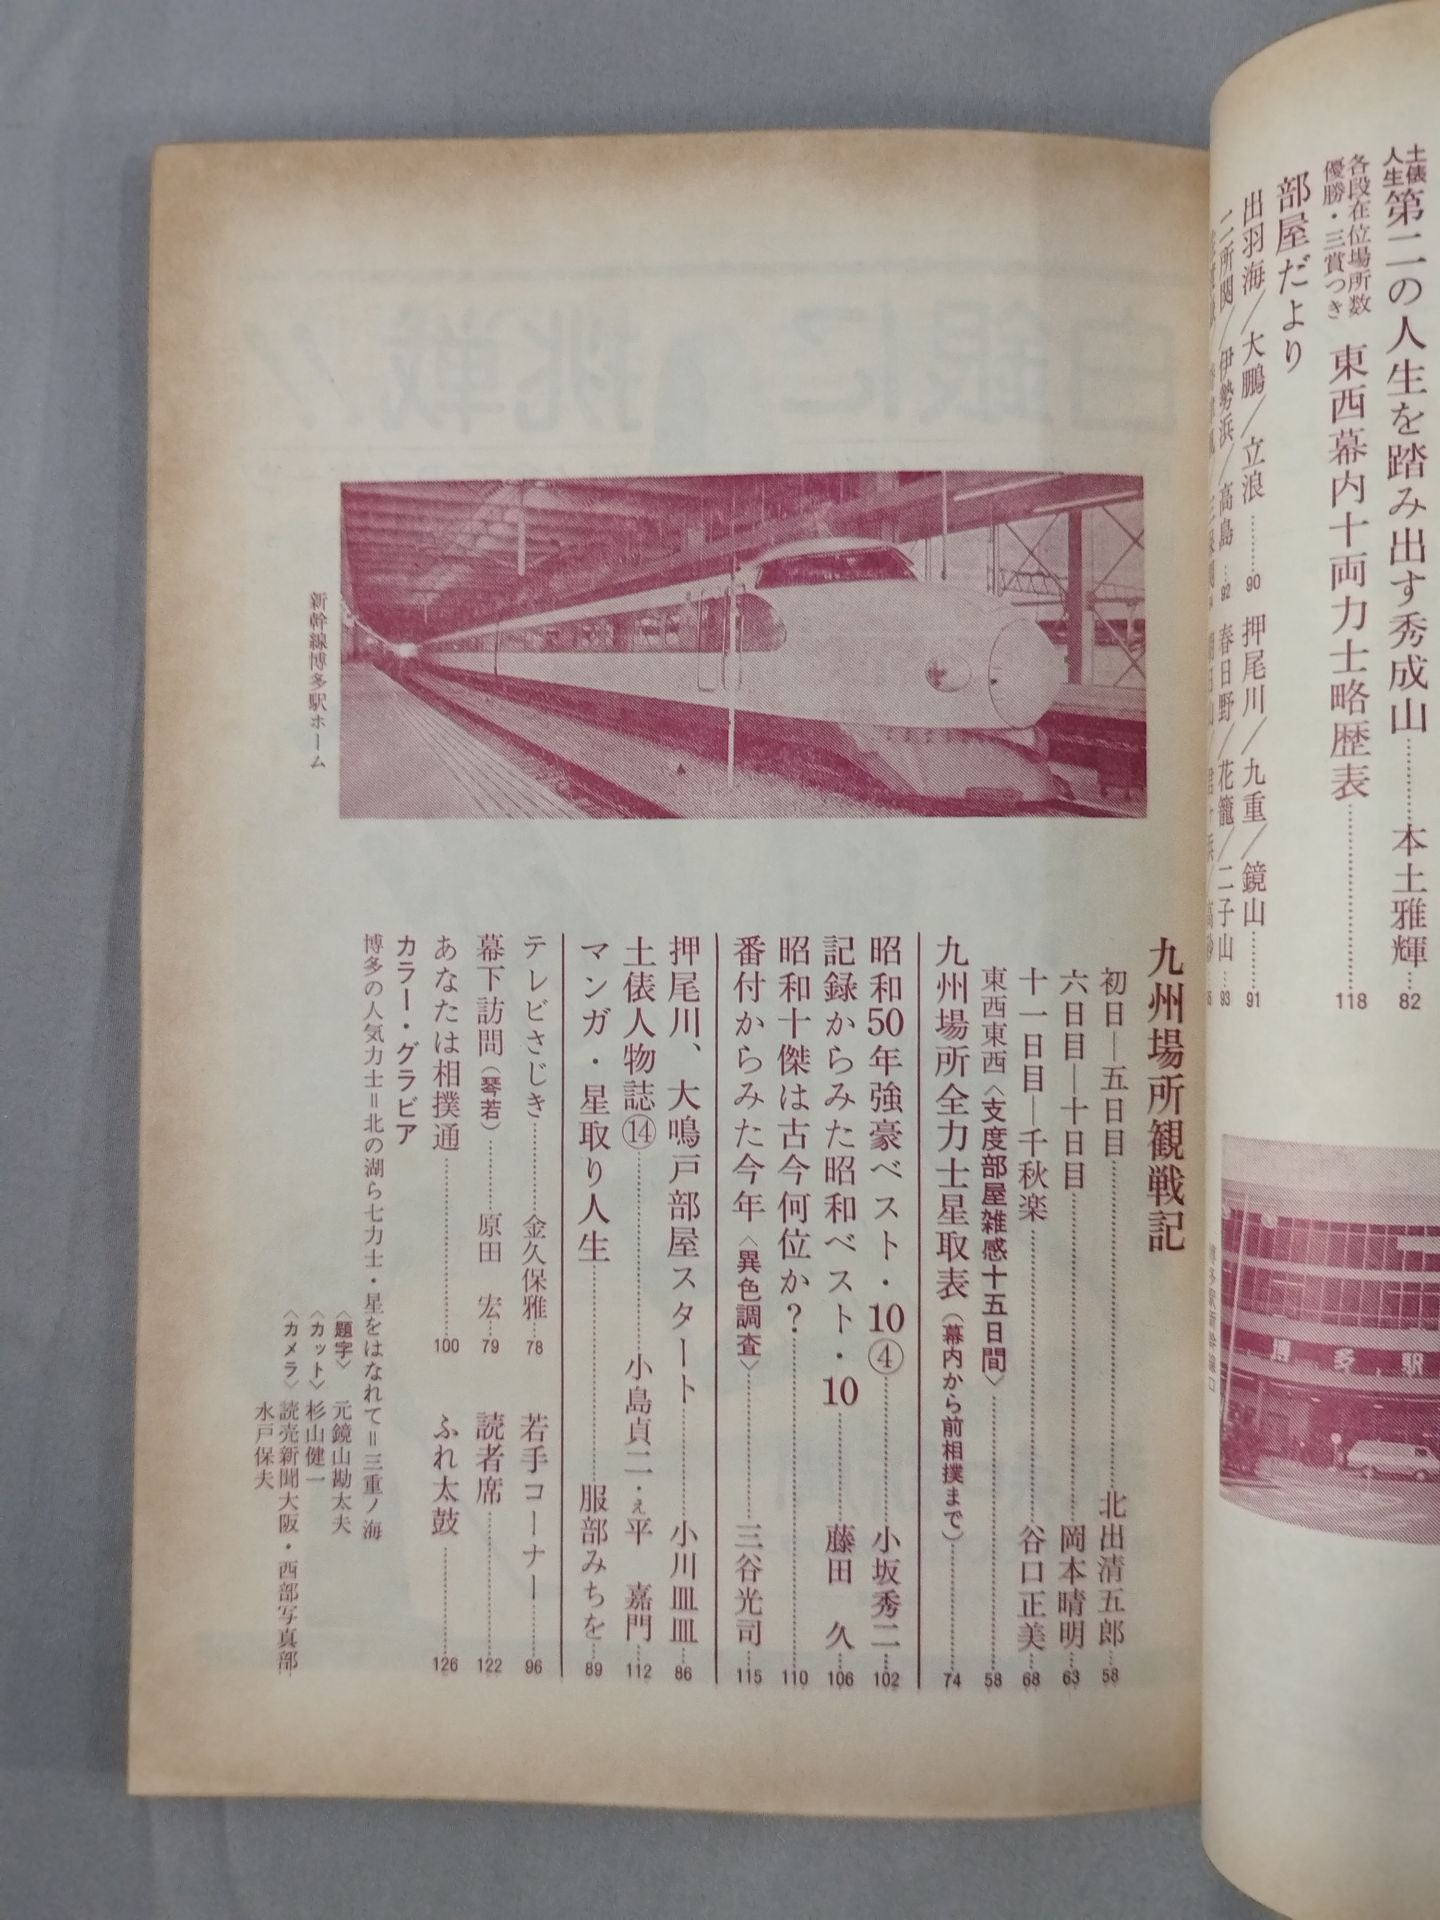 土俵人生 第二の人生を踏み出す秀成山…………本土雅輝…82
各段在位場所数
優勝・三賞つき 東西幕内十両力士略歴表…………118
部屋だより
出羽海/大鵬/立浪………90 押尾川/九重/鏡山………91
二所関/伊勢浜/高島…92 春日野/花籠/二子山…93
博多駅
博多駅新幹線口
新幹線博多駅ホーム
九州場所観戦記
初日―五日目…………北出清五郎…58
六日目―十日目…………岡本晴明…63
十一日目―千秋楽…………谷口正美…68
東西東西〈支度部屋雑感十五日間〉…………58
九州場所全力士星取表(幕内から前相撲まで)…………74
昭和50年強豪ベスト・10④…………小坂秀二…102
記録からみた昭和ベスト・10…………藤田 久…106
昭和十傑は古今何位か?…………110
番付からみた今年〈異色調査〉…………三谷光司…115
押尾川、大鳴戸部屋スタート…………小川皿皿…86
土俵人物誌⑭…………小島貞二・え平 嘉門…112
マンガ・星取り人生…………服部みちを…89
テレビさじき…………金久保雅…78 若手コーナー…………96
幕下訪問(琴若)…………原田 宏…79 読者席…………122
あなたは相撲通…………100 ふれ太鼓…………126
カラー・グラビア
博多の人気力士=北の湖ら七力士・星をはなれて=三重ノ海
〈題字〉 元鏡山勘太夫
〈カット〉 杉山健一
〈カメラ〉 読売新聞大阪・西部写真部
水戸保夫